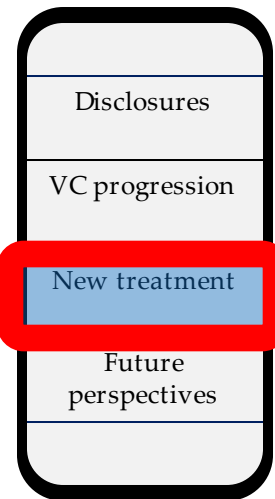 Disclosures
VC progression
New treatment
Future
perspectives